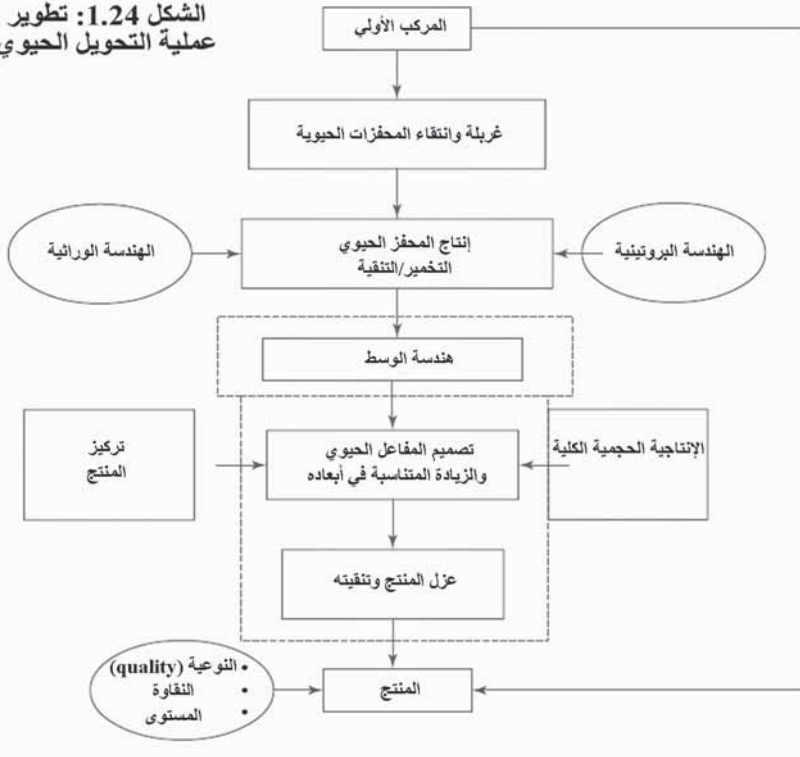 الشكل 1.24: تطوير
عملية التحويل الحيوي
المركب الأولي
غربلة وانتقاء المحفزات الحيوية
الهندسة البروتينية
إنتاج المحفز الحيوي
التخمير/التنقية
الهندسة الوراثية
هندسة الوسط
الإنتاجية الحجمية الكلية
تصميم المفاعل الحيوي
والزيادة المتناسبة في أبعاده
تركيز
المنتج
عزل المنتج وتنقيته
المنتج
• النوعية (quality)
• النقاوة
• المستوى